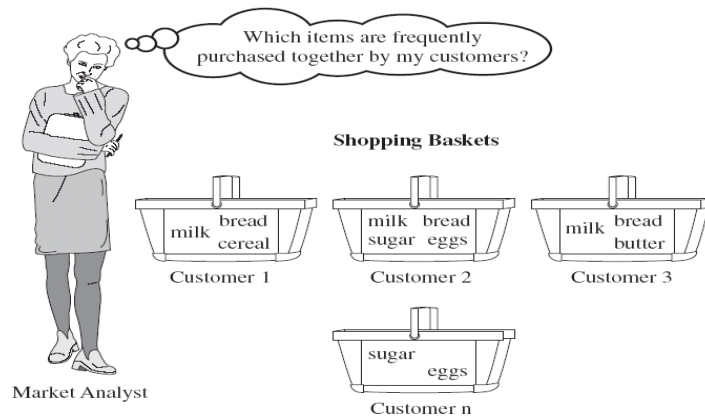 Which items are frequently
purchased together by my customers?
Shopping Baskets
milk bread
cereal
Customer 1
milk bread
sugar eggs
Customer 2
milk bread
butter
Customer 3
sugar
eggs
Customer n
Market Analyst